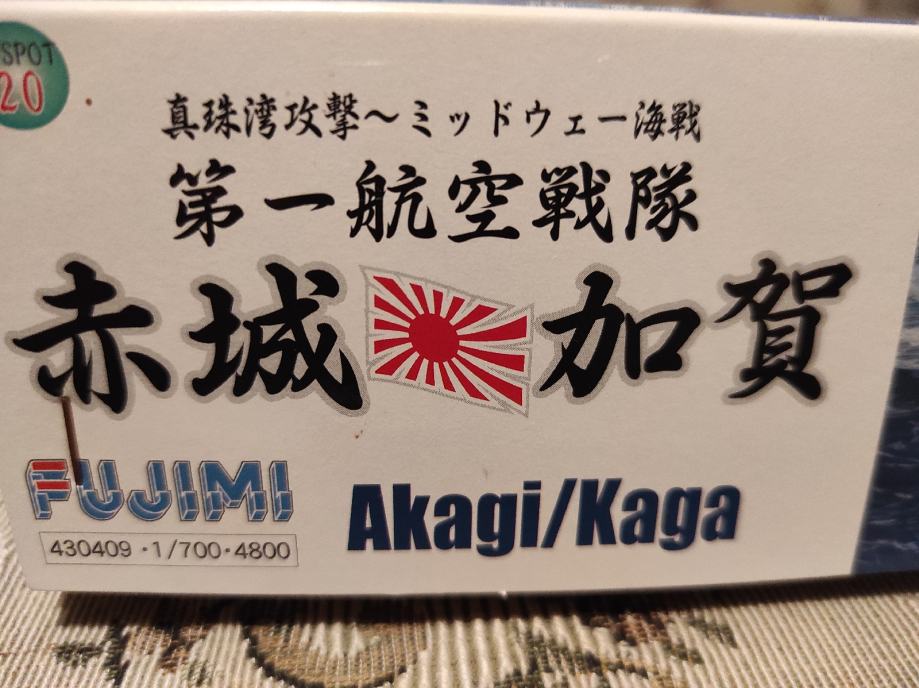 SPOT
20
真珠湾攻撃～ミッドウェー海戦
第一航空戦隊
赤城 加賀
FUJIMI
430409・1/700・4800
Akagi/Kaga